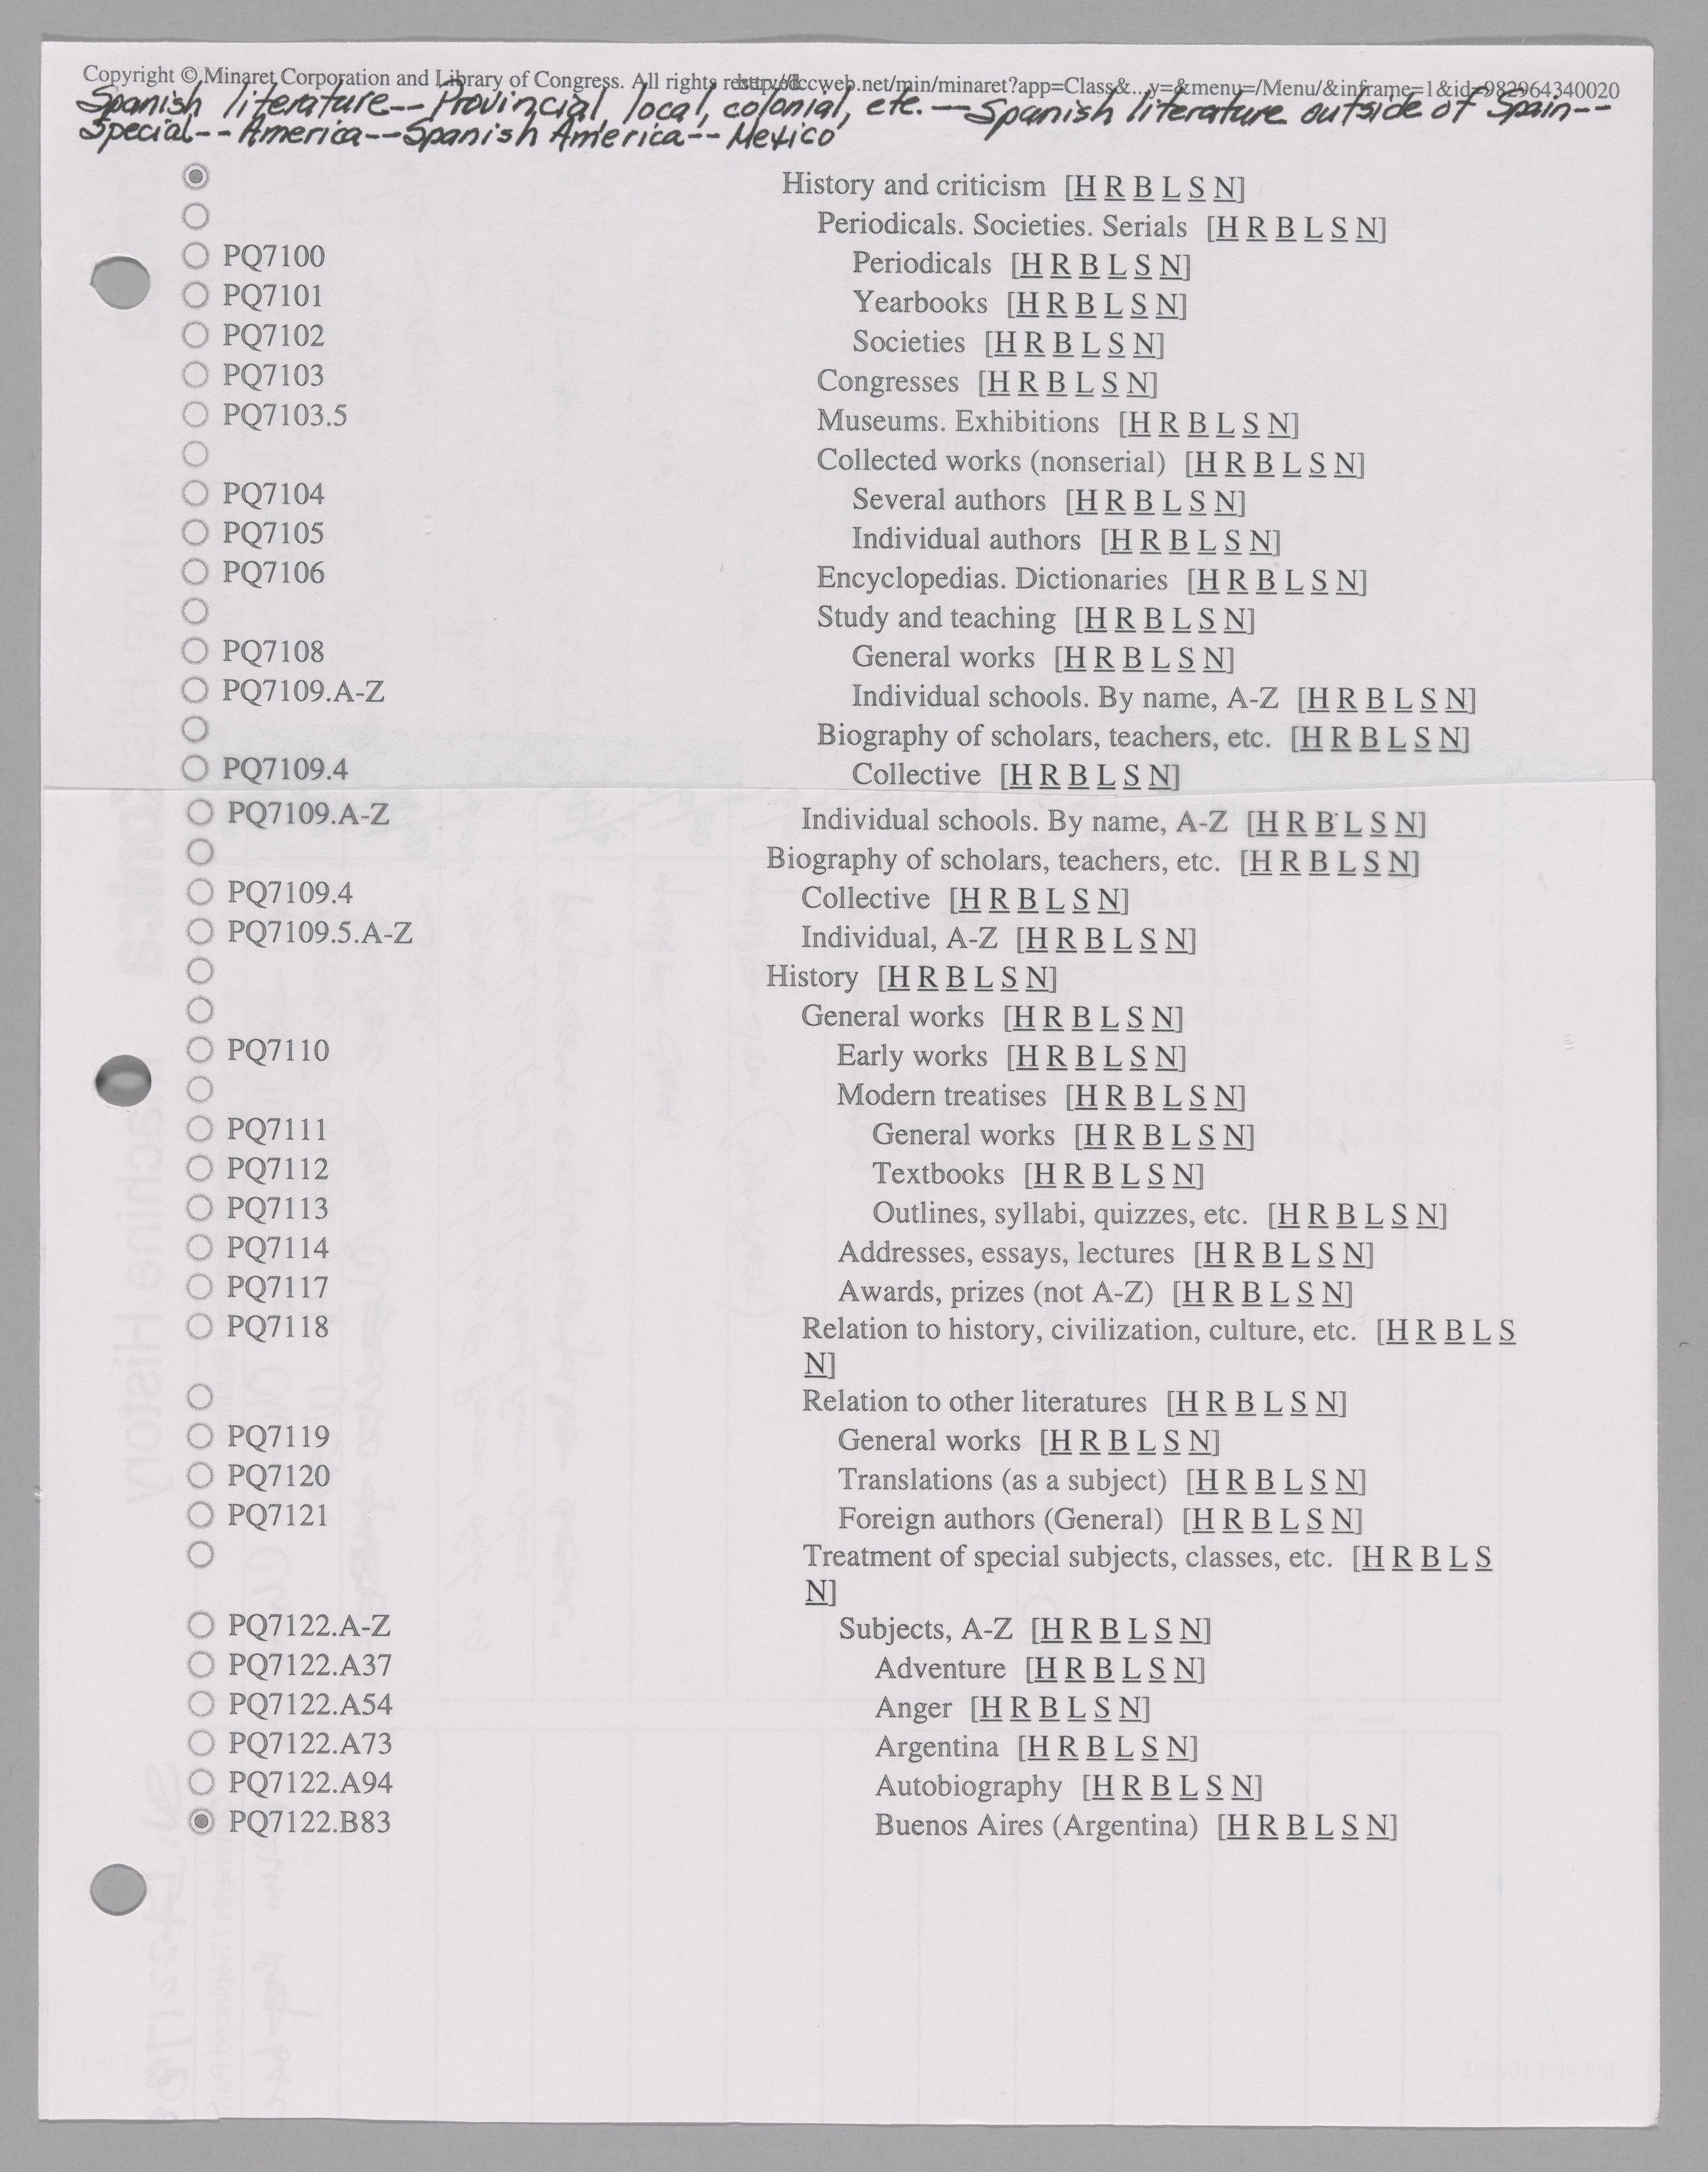 Copyright © Minaret Corporation and Library of Congress. All rights reserved. http://lccweb.net/min/minaret?app=Class&...y=&menu=/Menu/&inframe=1&id=982964340020
Spanish literature--Provincial, local, colonial, etc.--Spanish literature outside of Spain--
Special--America--Spanish America--Mexico
History and criticism [H R B L S N]
Periodicals. Societies. Serials [H R B L S N]
PQ7100 Periodicals [H R B L S N]
PQ7101 Yearbooks [H R B L S N]
PQ7102 Societies [H R B L S N]
PQ7103 Congresses [H R B L S N]
PQ7103.5 Museums. Exhibitions [H R B L S N]
Collected works (nonserial) [H R B L S N]
PQ7104 Several authors [H R B L S N]
PQ7105 Individual authors [H R B L S N]
PQ7106 Encyclopedias. Dictionaries [H R B L S N]
Study and teaching [H R B L S N]
PQ7108 General works [H R B L S N]
PQ7109.A-Z Individual schools. By name, A-Z [H R B L S N]
Biography of scholars, teachers, etc. [H R B L S N]
PQ7109.4 Collective [H R B L S N]
PQ7109.A-Z Individual schools. By name, A-Z [H R B L S N]
Biography of scholars, teachers, etc. [H R B L S N]
PQ7109.4 Collective [H R B L S N]
PQ7109.5.A-Z Individual, A-Z [H R B L S N]
History [H R B L S N]
General works [H R B L S N]
PQ7110 Early works [H R B L S N]
Modern treatises [H R B L S N]
PQ7111 General works [H R B L S N]
PQ7112 Textbooks [H R B L S N]
PQ7113 Outlines, syllabi, quizzes, etc. [H R B L S N]
PQ7114 Addresses, essays, lectures [H R B L S N]
PQ7117 Awards, prizes (not A-Z) [H R B L S N]
PQ7118 Relation to history, civilization, culture, etc. [H R B L S
N]
Relation to other literatures [H R B L S N]
PQ7119 General works [H R B L S N]
PQ7120 Translations (as a subject) [H R B L S N]
PQ7121 Foreign authors (General) [H R B L S N]
Treatment of special subjects, classes, etc. [H R B L S
N]
PQ7122.A-Z Subjects, A-Z [H R B L S N]
PQ7122.A37 Adventure [H R B L S N]
PQ7122.A54 Anger [H R B L S N]
PQ7122.A73 Argentina [H R B L S N]
PQ7122.A94 Autobiography [H R B L S N]
PQ7122.B83 Buenos Aires (Argentina) [H R B L S N]